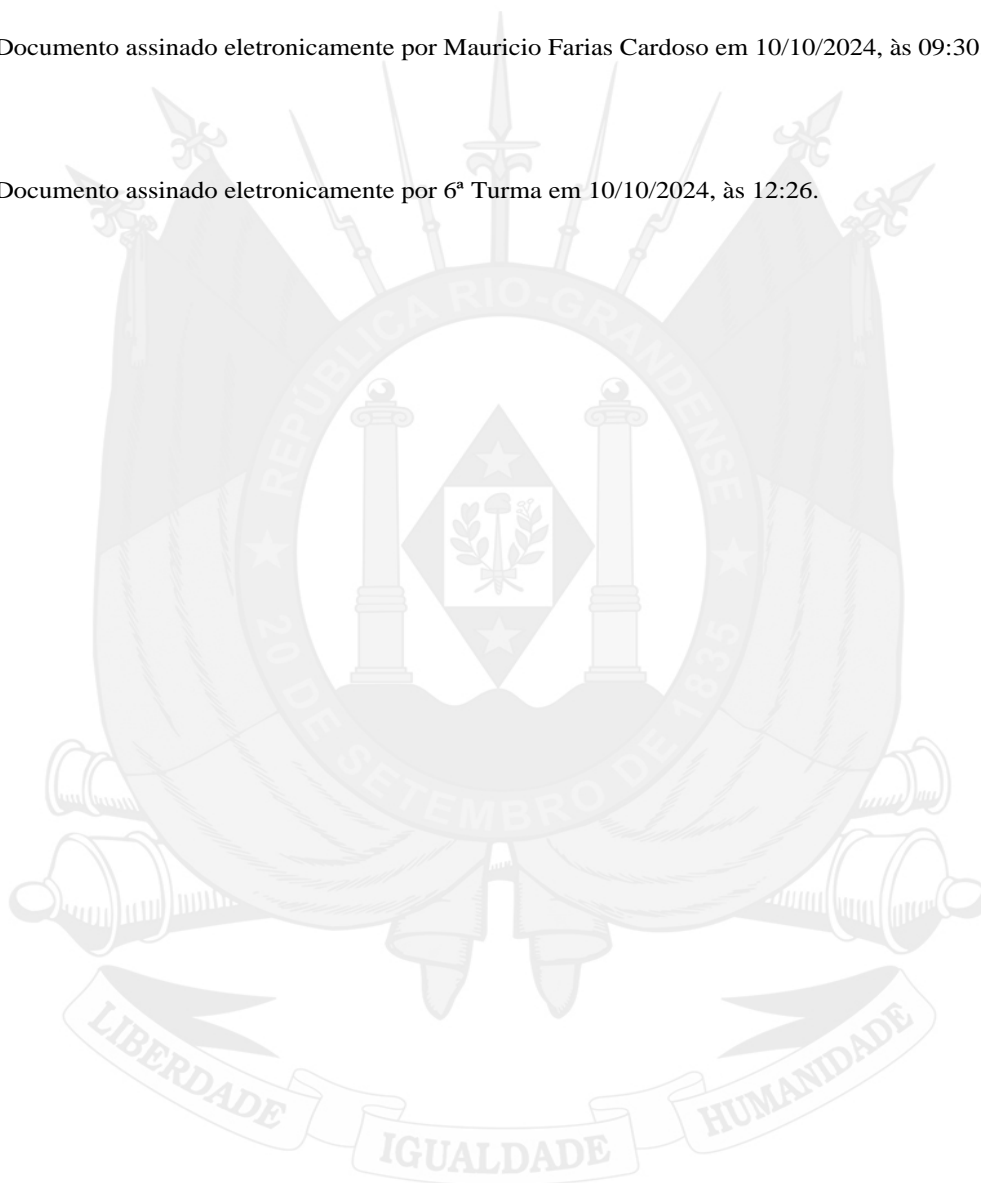 Documento assinado eletronicamente por Mauricio Farias Cardoso em 10/10/2024, às 09:30
Documento assinado eletronicamente por 6ª Turma em 10/10/2024, às 12:26.
REPÚBLICA RIO-GRANDENSE
20 DE SETEMBRO DE 1835
LIBERDADE
IGUALDADE
HUMANIDADE